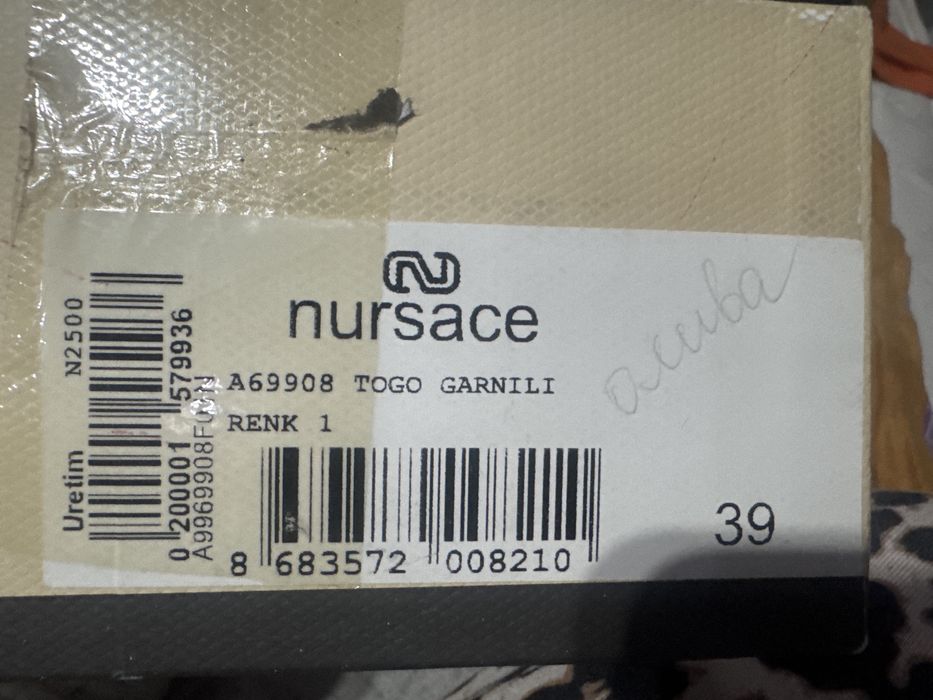 nursace
A69908 TOGO GARNILI
RENK 1
8 683572 008210
39
олива
Uretim N2500
0 200001 579936